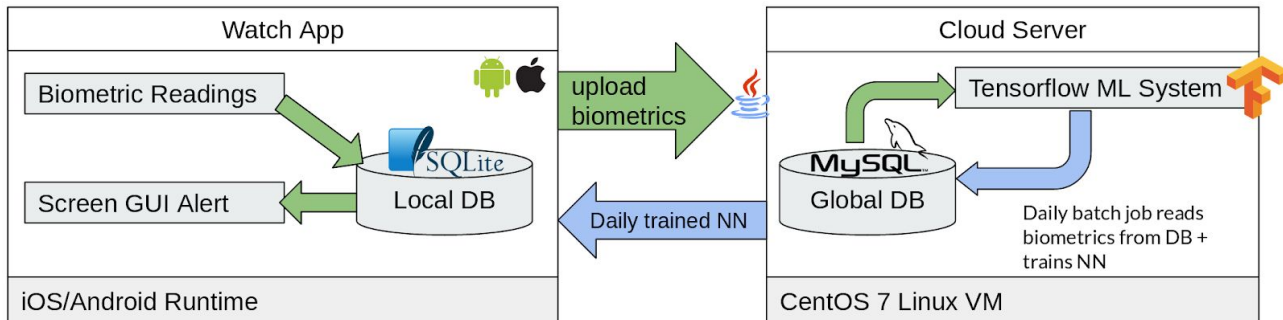 Watch App
Biometric Readings
SQLite
Local DB
Screen GUI Alert
iOS/Android Runtime
upload
biometrics
Daily trained NN
Cloud Server
Tensorflow ML System
MySQL
Global DB
Daily batch job reads
biometrics from DB +
trains NN
CentOS 7 Linux VM